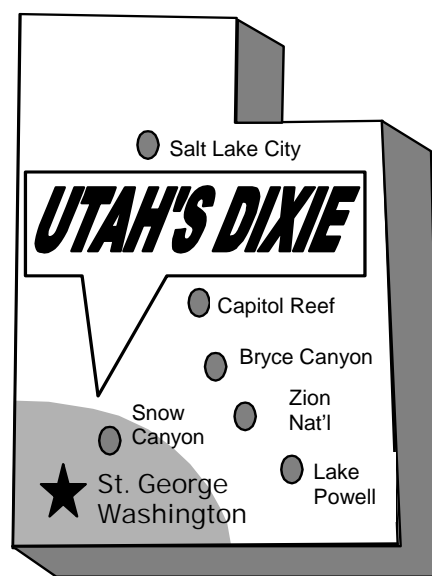 Salt Lake City
UTAH'S DIXIE
Capitol Reef
Bryce Canyon
Zion
Nat'l
Snow
Canyon
Lake
Powell
St. George
Washington